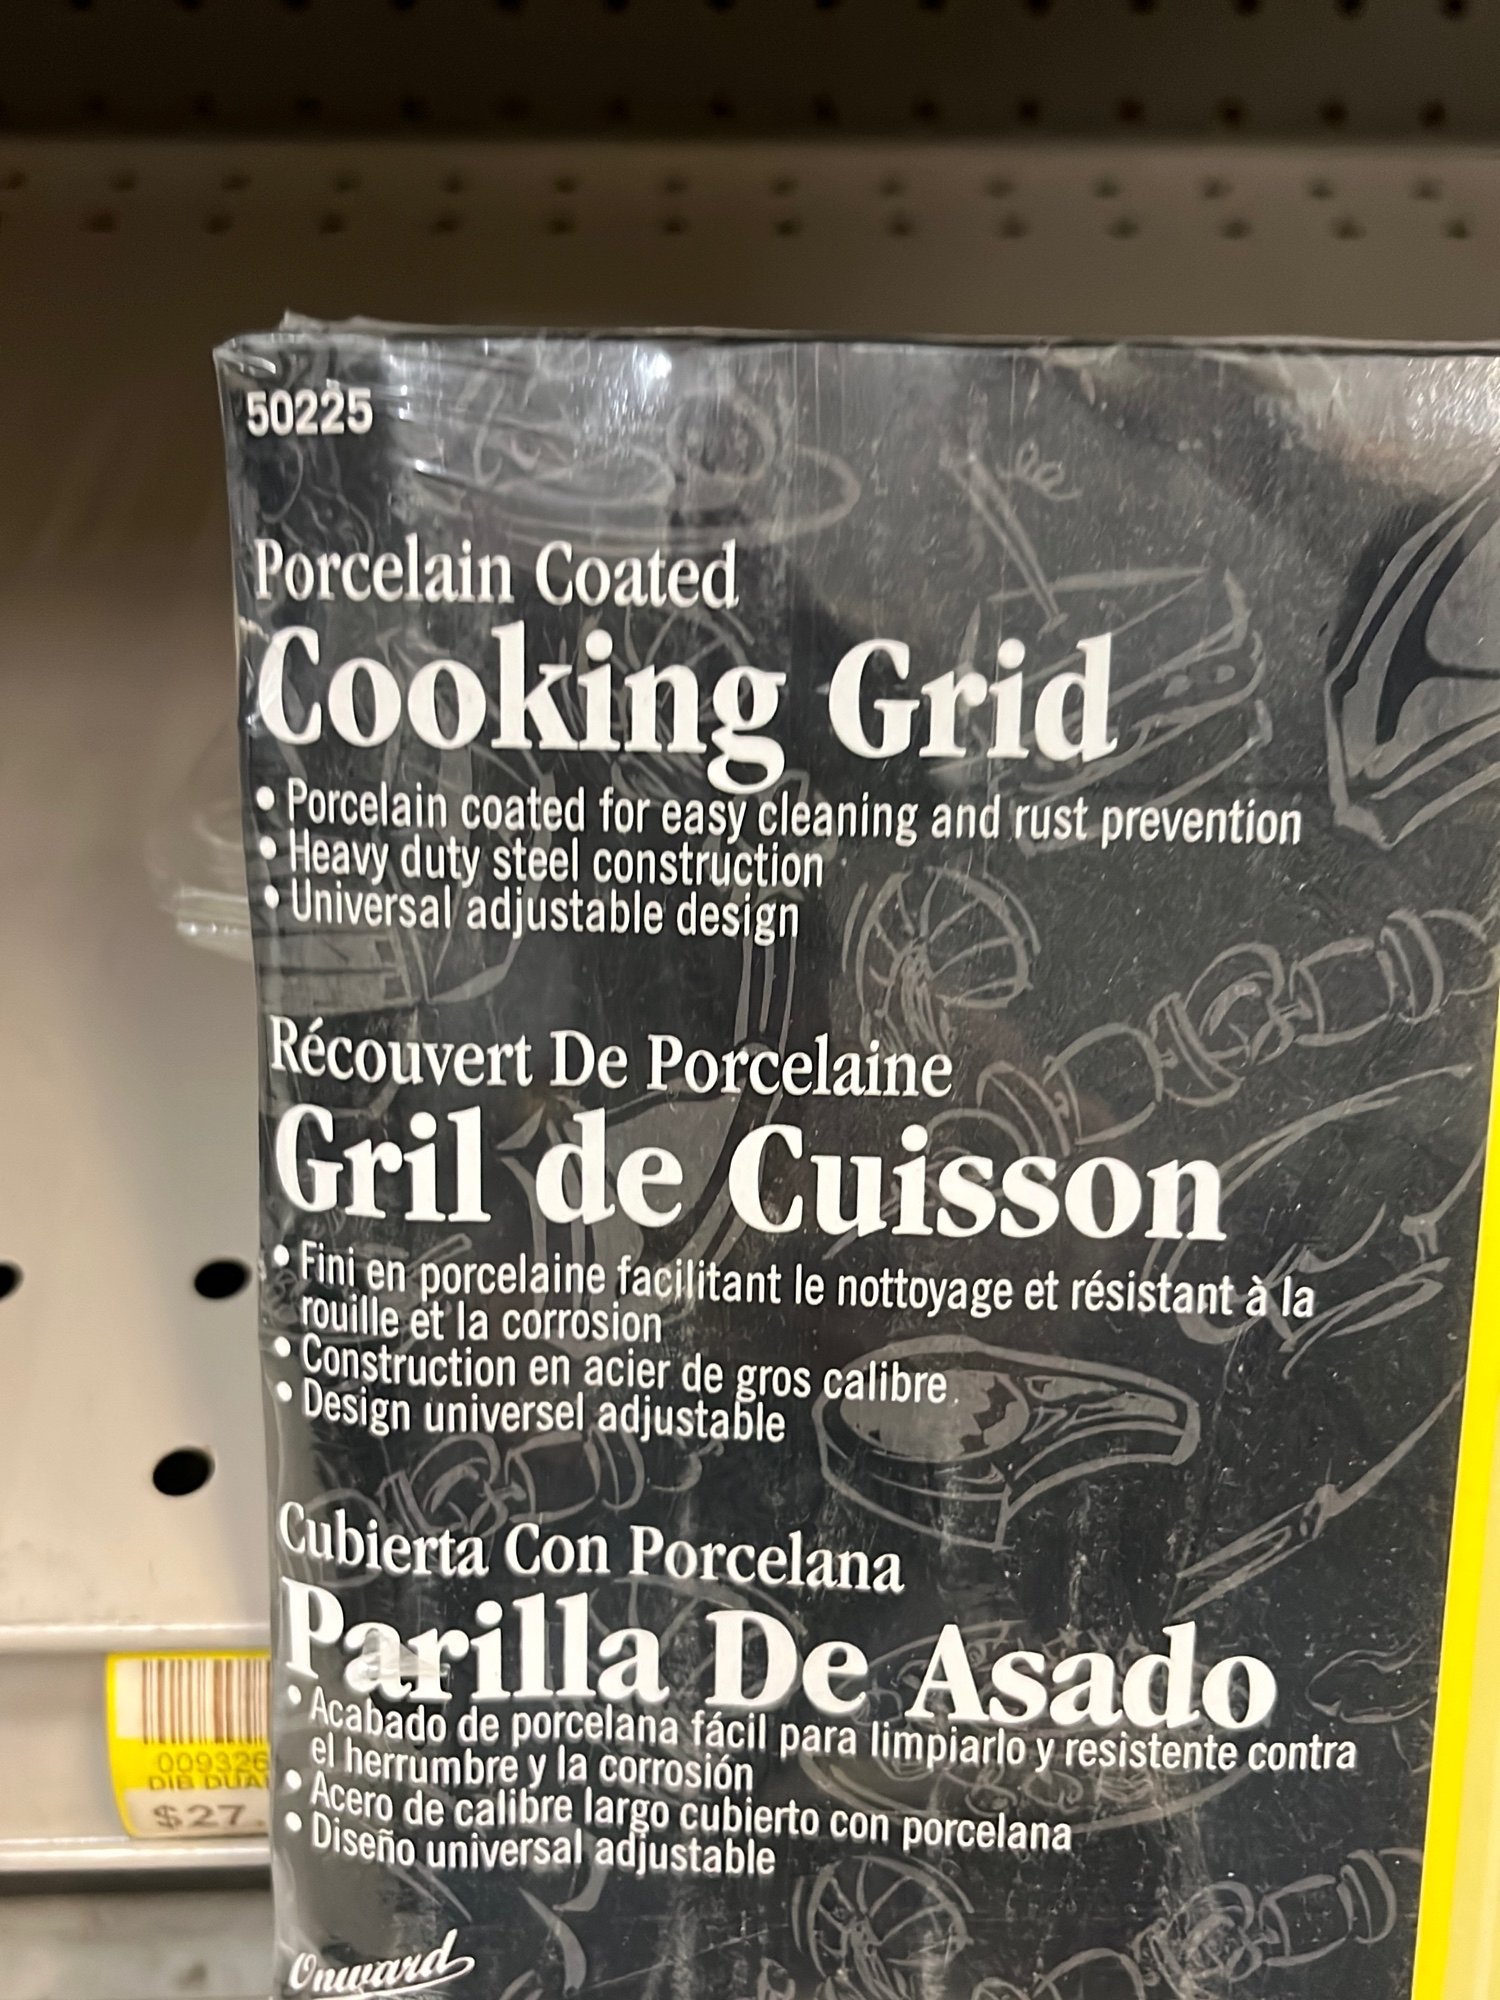 50225
Porcelain Coated
Cooking Grid
• Porcelain coated for easy cleaning and rust prevention
• Heavy duty steel construction
• Universal adjustable design
Récouvert De Porcelaine
Gril de Cuisson
• Fini en porcelaine facilitant le nottoyage et résistant à la
rouille et la corrosion
• Construction en acier de gros calibre
• Design universel adjustable
Cubierta Con Porcelana
Parilla De Asado
• Acabado de porcelana fácil para limpiarlo y resistente contra
el herrumbre y la corrosión
• Acero de calibre largo cubierto con porcelana
• Diseño universal adjustable
Onward
009326
DIB DUA
$27.